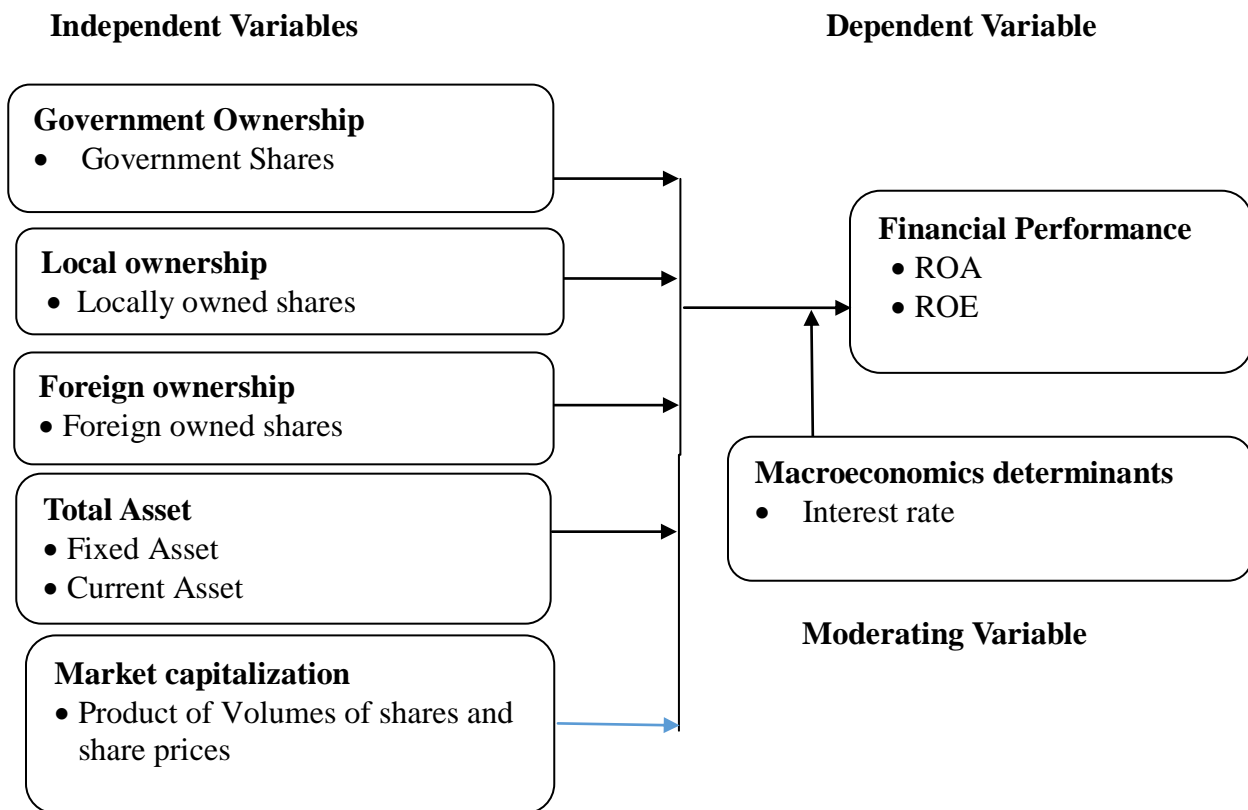 Independent Variables
Dependent Variable
Government Ownership
• Government Shares
Local ownership
• Locally owned shares
Foreign ownership
• Foreign owned shares
Total Asset
• Fixed Asset
• Current Asset
Market capitalization
• Product of Volumes of shares and
share prices
Financial Performance
• ROA
• ROE
Macroeconomics determinants
• Interest rate
Moderating Variable